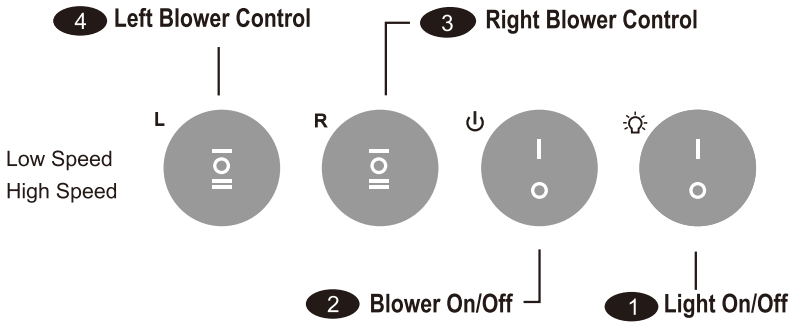 4 Left Blower Control
3 Right Blower Control
L
R
Low Speed
High Speed
2 Blower On/Off
1 Light On/Off